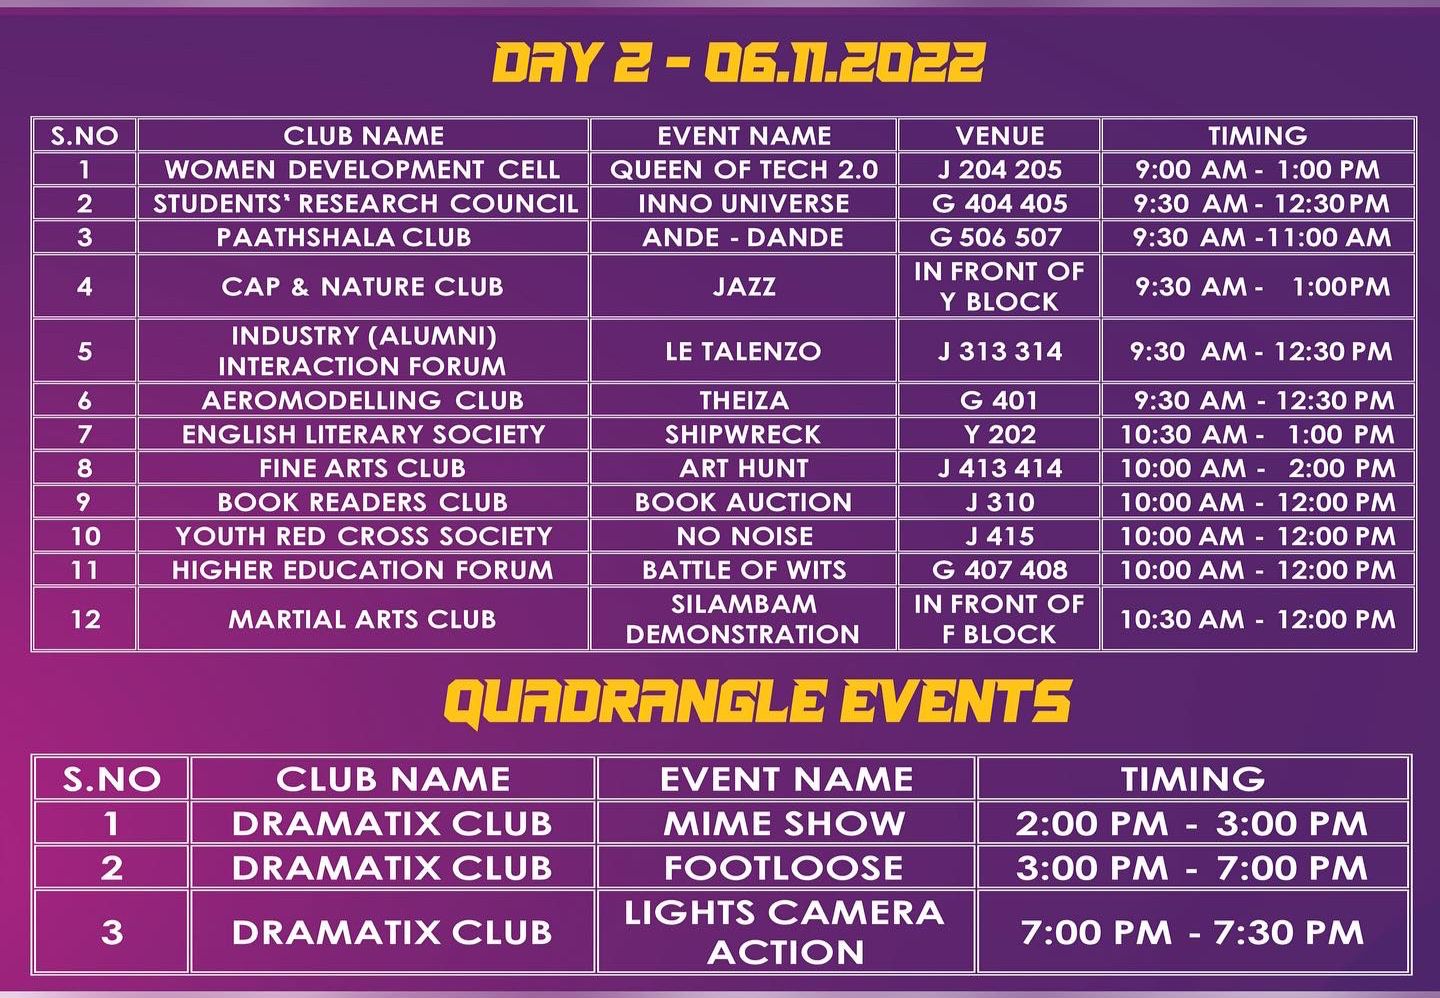 DAY 2 - 06.11.2022
S.NO CLUB NAME EVENT NAME VENUE TIMING
1 WOMEN DEVELOPMENT CELL QUEEN OF TECH 2.0 J 204 205 9:00 AM - 1:00 PM
2 STUDENTS' RESEARCH COUNCIL INNO UNIVERSE G 404 405 9:30 AM - 12:30 PM
3 PAATHSHALA CLUB ANDE - DANDE G 506 507 9:30 AM -11:00 AM
4 CAP & NATURE CLUB JAZZ IN FRONT OF
Y BLOCK 9:30 AM - 1:00PM
5 INDUSTRY (ALUMNI)
INTERACTION FORUM LE TALENZO J 313 314 9:30 AM - 12:30 PM
6 AEROMODELLING CLUB THEIZA G 401 9:30 AM - 12:30 PM
7 ENGLISH LITERARY SOCIETY SHIPWRECK Y 202 10:30 AM - 1:00 PM
8 FINE ARTS CLUB ART HUNT J 413 414 10:00 AM - 2:00 PM
9 BOOK READERS CLUB BOOK AUCTION J 310 10:00 AM - 12:00 PM
10 YOUTH RED CROSS SOCIETY NO NOISE J 415 10:00 AM - 12:00 PM
11 HIGHER EDUCATION FORUM BATTLE OF WITS G 407 408 10:00 AM - 12:00 PM
12 MARTIAL ARTS CLUB SILAMBAM
DEMONSTRATION IN FRONT OF
F BLOCK 10:30 AM - 12:00 PM
QUADRANGLE EVENTS
S.NO CLUB NAME EVENT NAME TIMING
1 DRAMATIX CLUB MIME SHOW 2:00 PM - 3:00 PM
2 DRAMATIX CLUB FOOTLOOSE 3:00 PM - 7:00 PM
3 DRAMATIX CLUB LIGHTS CAMERA
ACTION 7:00 PM - 7:30 PM